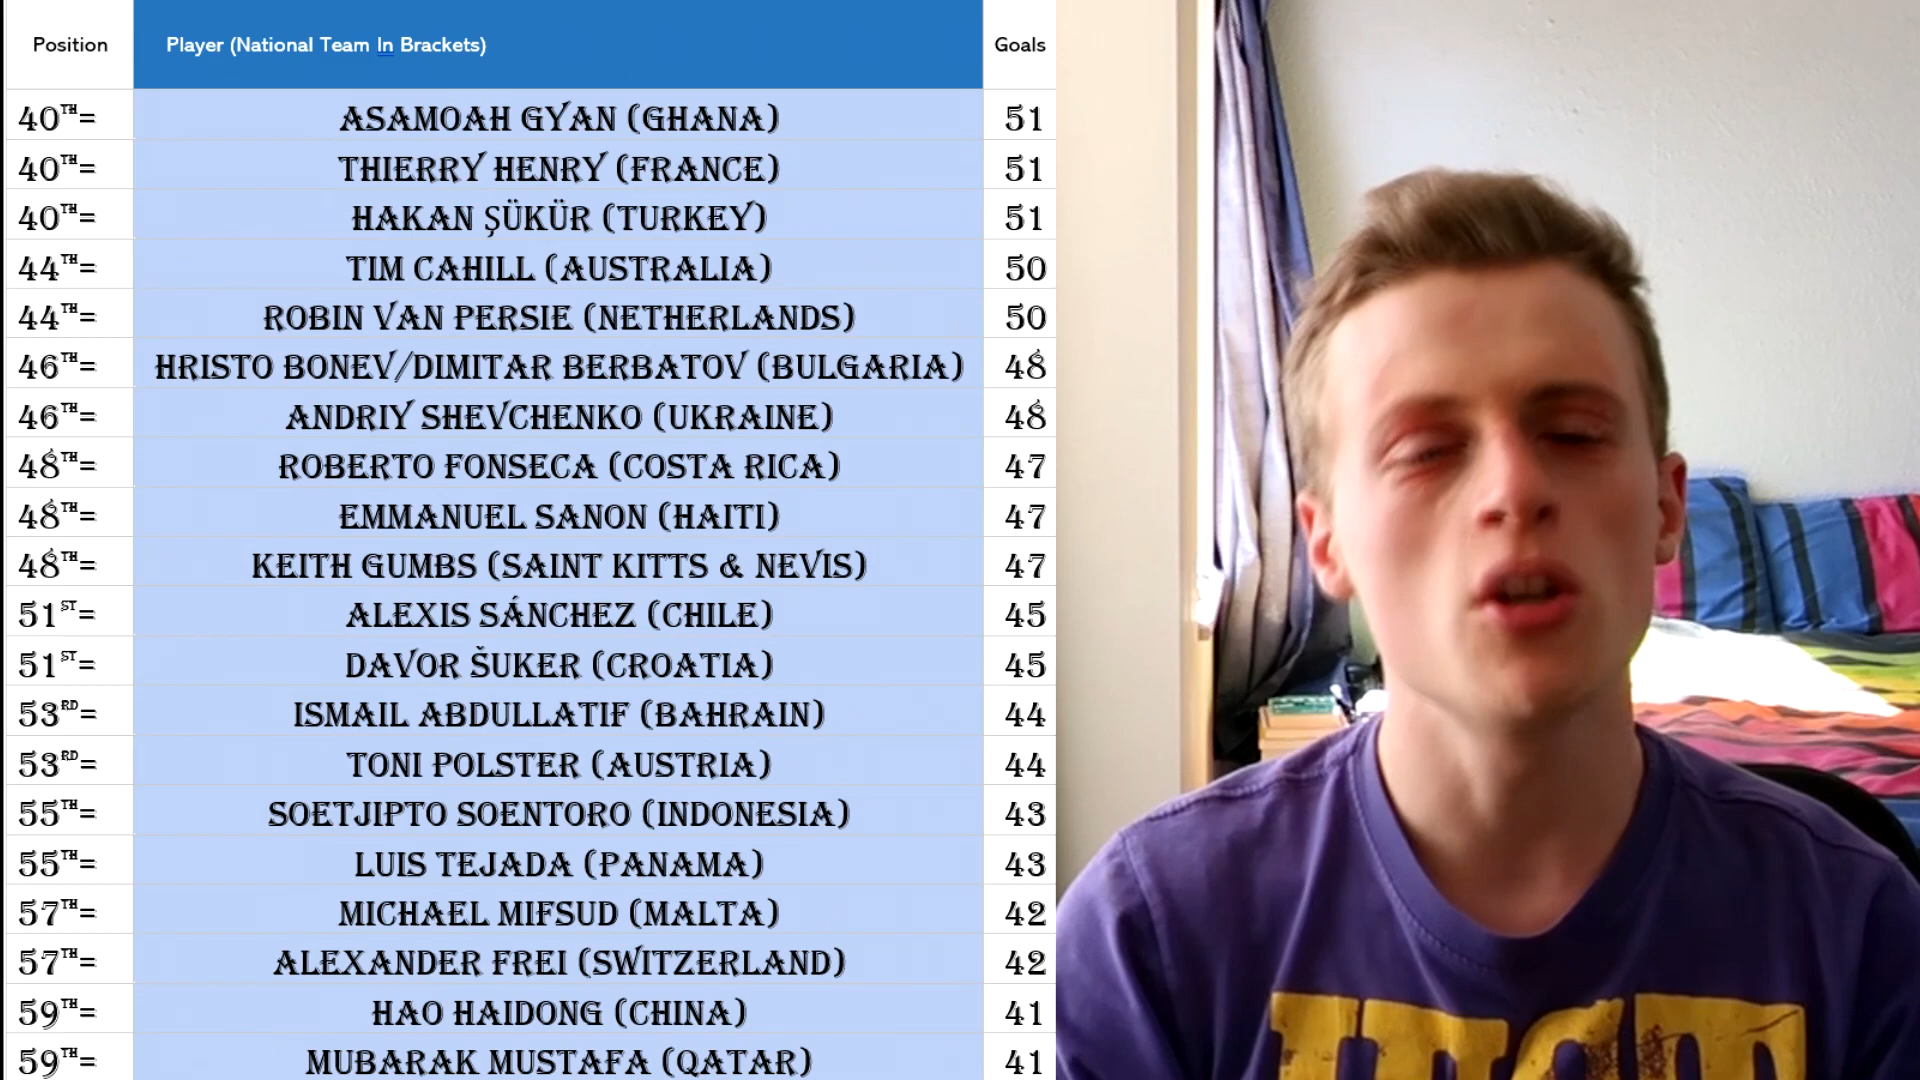 Position Player (National Team In Brackets) Goals
40TH= ASAMOAH GYAN (GHANA) 51
40TH= THIERRY HENRY (FRANCE) 51
40TH= HAKAN ŞÜKÜR (TURKEY) 51
44TH= TIM CAHILL (AUSTRALIA) 50
44TH= ROBIN VAN PERSIE (NETHERLANDS) 50
46TH= HRISTO BONEV/DIMITAR BERBATOV (BULGARIA) 48
46TH= ANDRIY SHEVCHENKO (UKRAINE) 48
48TH= ROBERTO FONSECA (COSTA RICA) 47
48TH= EMMANUEL SANON (HAITI) 47
48TH= KEITH GUMBS (SAINT KITTS & NEVIS) 47
51ST= ALEXIS SÁNCHEZ (CHILE) 45
51ST= DAVOR ŠUKER (CROATIA) 45
53RD= ISMAIL ABDULLATIF (BAHRAIN) 44
53RD= TONI POLSTER (AUSTRIA) 44
55TH= SOETJIPTO SOENTORO (INDONESIA) 43
55TH= LUIS TEJADA (PANAMA) 43
57TH= MICHAEL MIFSUD (MALTA) 42
57TH= ALEXANDER FREI (SWITZERLAND) 42
59TH= HAO HAIDONG (CHINA) 41
59TH= MUBARAK MUSTAFA (QATAR) 41